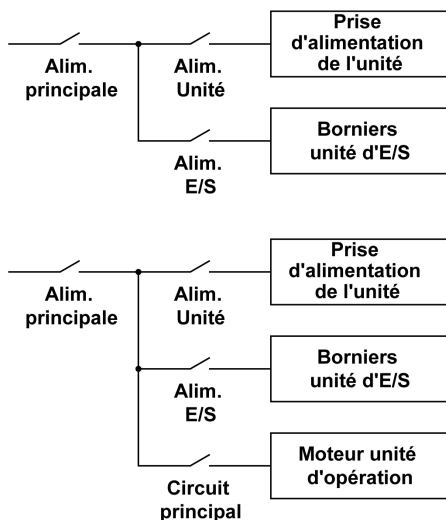 Prise
d'alimentation
de l'unité
Alim.
principale
Alim.
Unité
Borniers
unité d'E/S
Alim.
E/S
Prise
d'alimentation
de l'unité
Alim.
principale
Alim.
Unité
Borniers
unité d'E/S
Alim.
E/S
Moteur unité
d'opération
Circuit
principal